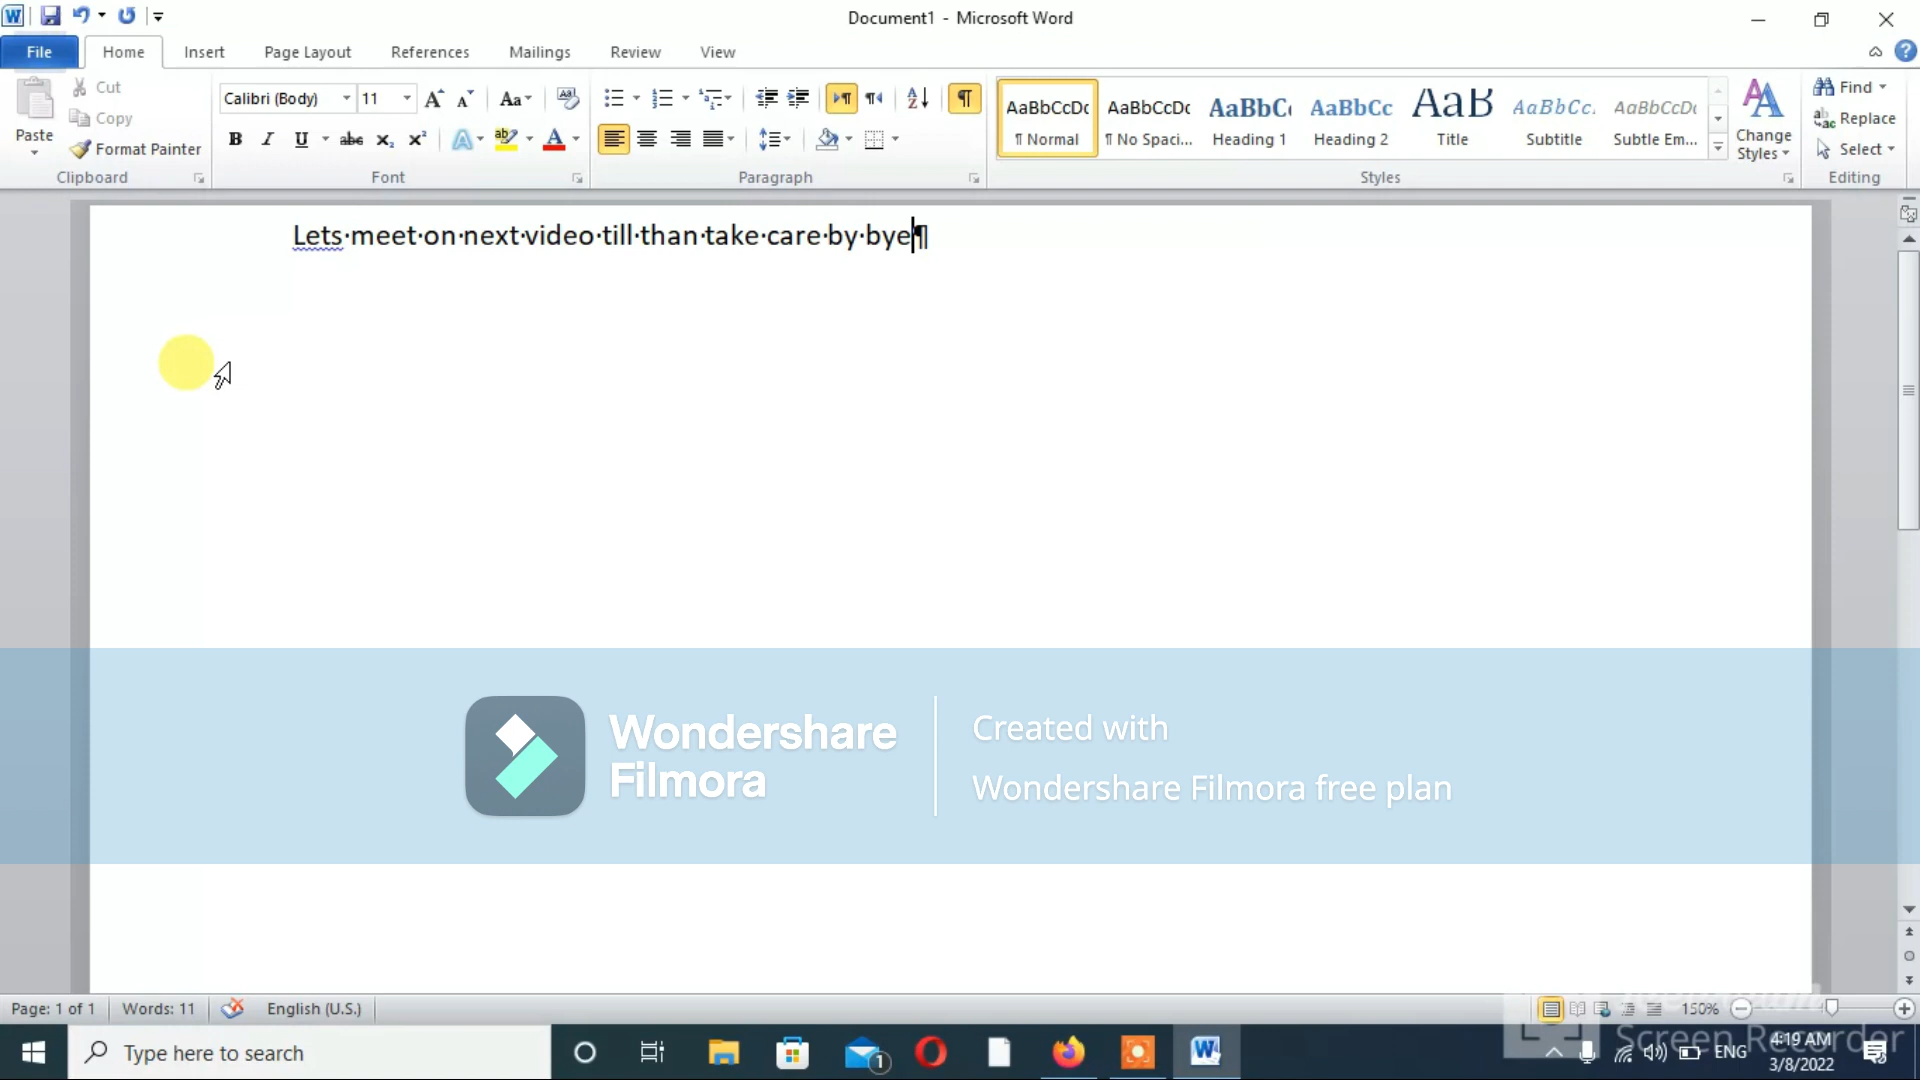 Document1 - Microsoft Word
File Home Insert Page Layout References Mailings Review View
Paste
Cut
Copy
Format Painter
Clipboard
Calibri (Body) 11
Font
Paragraph
AaBbCcDc AaBbCcDc AaBbC AaBbCc AaB AaBbCc. AaBbCcDc
¶ Normal ¶ No Spaci... Heading 1 Heading 2 Title Subtitle Subtle Em...
Styles
Change
Styles
Find
Replace
Select
Editing
Lets·meet·on·next·video·till·than·take·care·by·bye¶
Wondershare
Filmora
Created with
Wondershare Filmora free plan
Page: 1 of 1 Words: 11 English (U.S.) 150%
Screen Recorder
Type here to search
1
ENG
4:19 AM
3/8/2022